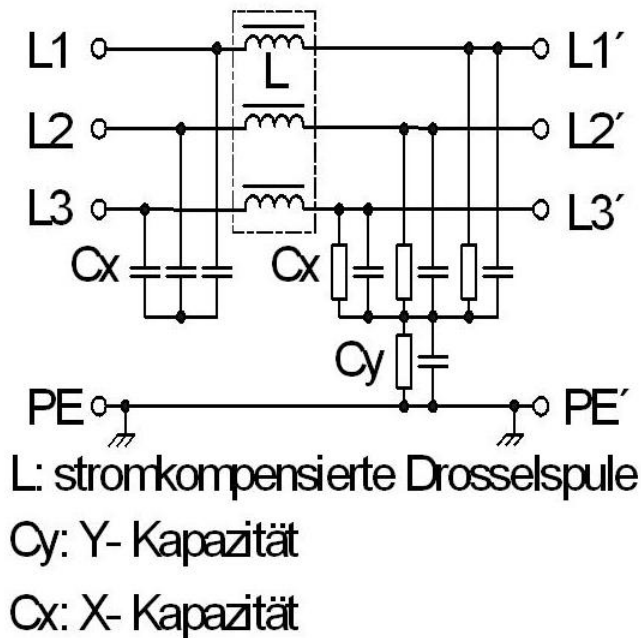 L1 L L1´
L2 L2´
L3 L3´
Cx Cx
Cy
PE PE´
L: stromkompensierte Drosselspule
Cy: Y- Kapazität
Cx: X- Kapazität